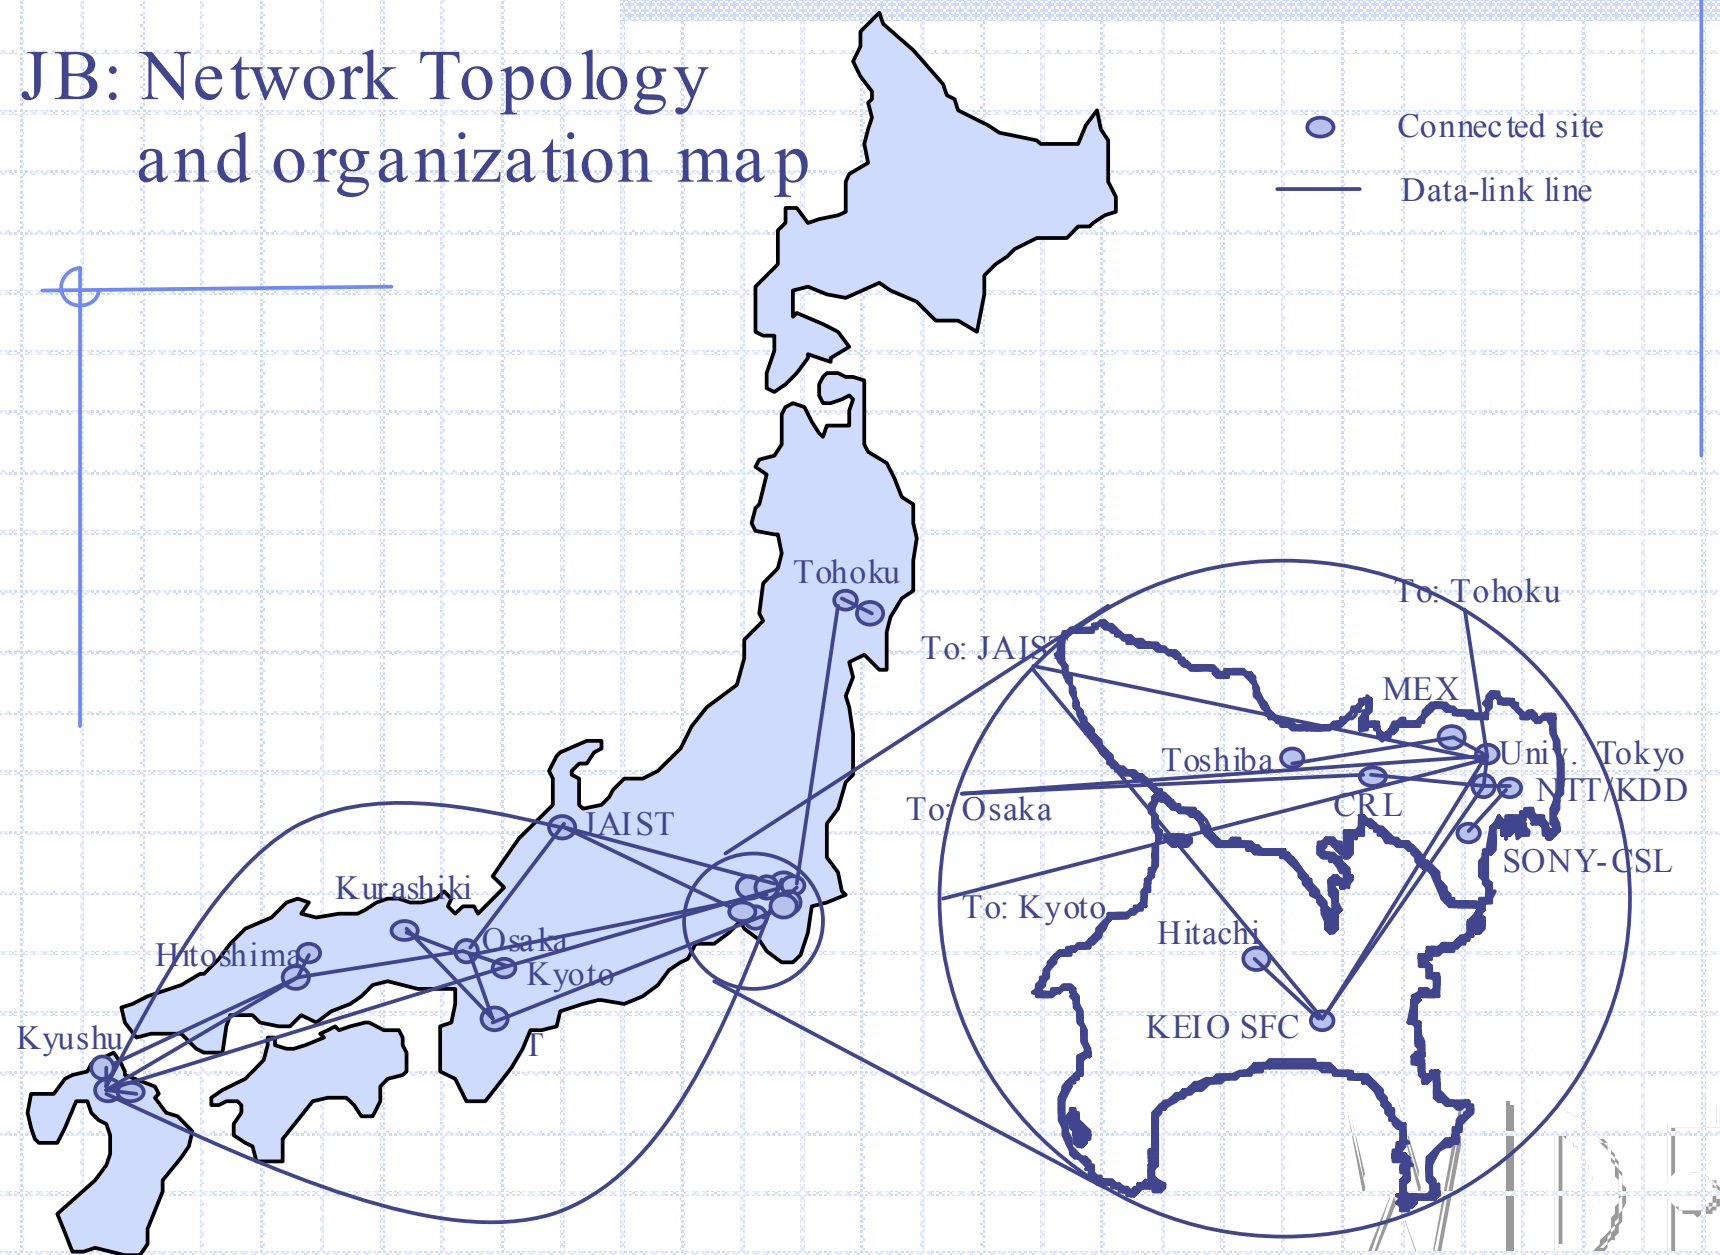 JB: Network Topology
and organization map
Connected site
Data-link line
Tohoku
To: Tohoku
To: JAIST
MEX
Toshiba
Univ. Tokyo
NTT/KDD
To: Osaka
CRL
JAIST
SONY-CSL
Kurashiki
To: Kyoto
Osaka
Hitachi
Hitoshima
Kyoto
KEIO SFC
Kyushu
T